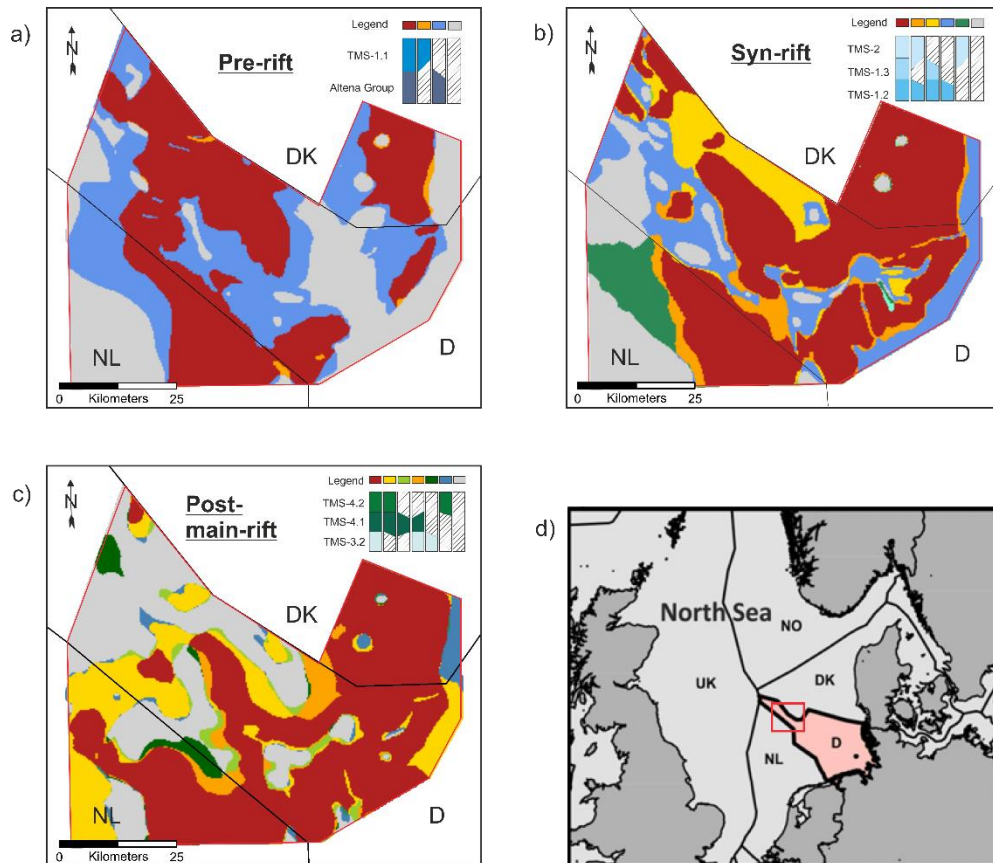 a)
N
Pre-rift
Legend
TMS-1.1
Altena Group
DK
NL
D
0 Kilometers 25
b)
N
Syn-rift
Legend
TMS-2
TMS-1.3
TMS-1.2
DK
NL
D
0 Kilometers 25
c)
N
Post-
main-rift
Legend
TMS-4.2
TMS-4.1
TMS-3.2
DK
NL
D
0 Kilometers 25
d)
North Sea
NO
UK
DK
D
NL